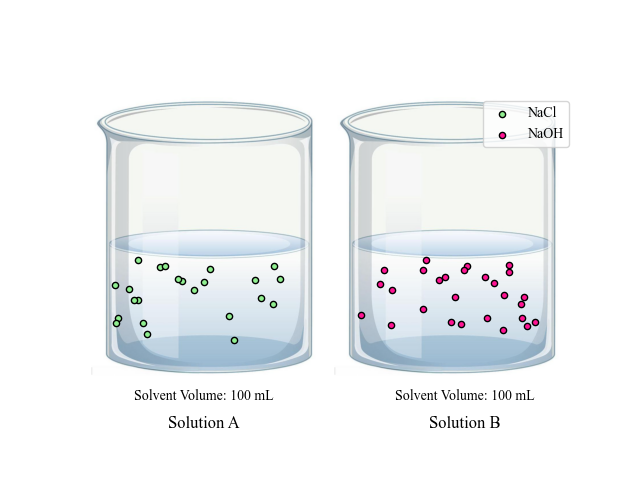 NaCl
NaOH
Solvent Volume: 100 mL
Solvent Volume: 100 mL
Solution A
Solution B